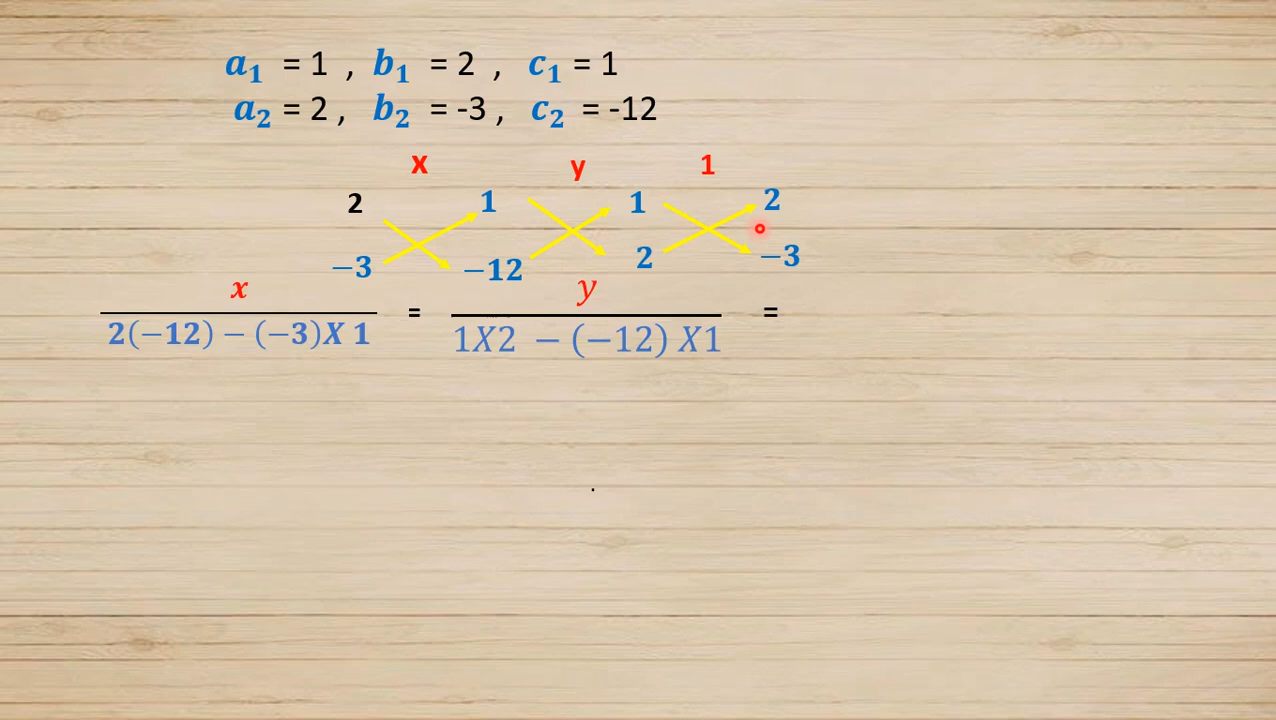 a₁ = 1 , b₁ = 2 , c₁ = 1
a₂ = 2 , b₂ = -3 , c₂ = -12
x y 1
2 1 1 2
−3 −12 2 −3
x/(2(−12) − (−3)X 1) = y/(1X2 − (−12) X1) =
.